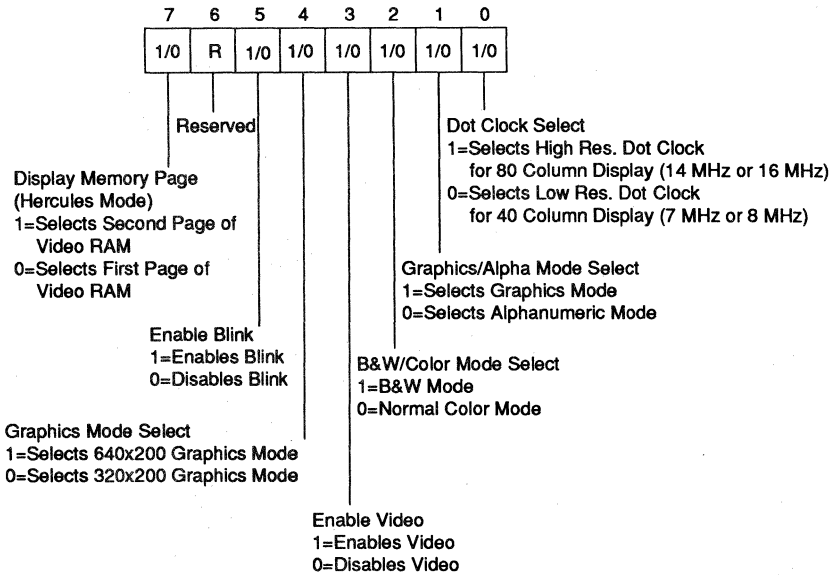 7 6 5 4 3 2 1 0
1/0 R 1/0 1/0 1/0 1/0 1/0 1/0
Reserved
Dot Clock Select
1=Selects High Res. Dot Clock
for 80 Column Display (14 MHz or 16 MHz)
0=Selects Low Res. Dot Clock
for 40 Column Display (7 MHz or 8 MHz)
Display Memory Page
(Hercules Mode)
1=Selects Second Page of
Video RAM
0=Selects First Page of
Video RAM
Graphics/Alpha Mode Select
1=Selects Graphics Mode
0=Selects Alphanumeric Mode
Enable Blink
1=Enables Blink
0=Disables Blink
B&W/Color Mode Select
1=B&W Mode
0=Normal Color Mode
Graphics Mode Select
1=Selects 640x200 Graphics Mode
0=Selects 320x200 Graphics Mode
Enable Video
1=Enables Video
0=Disables Video